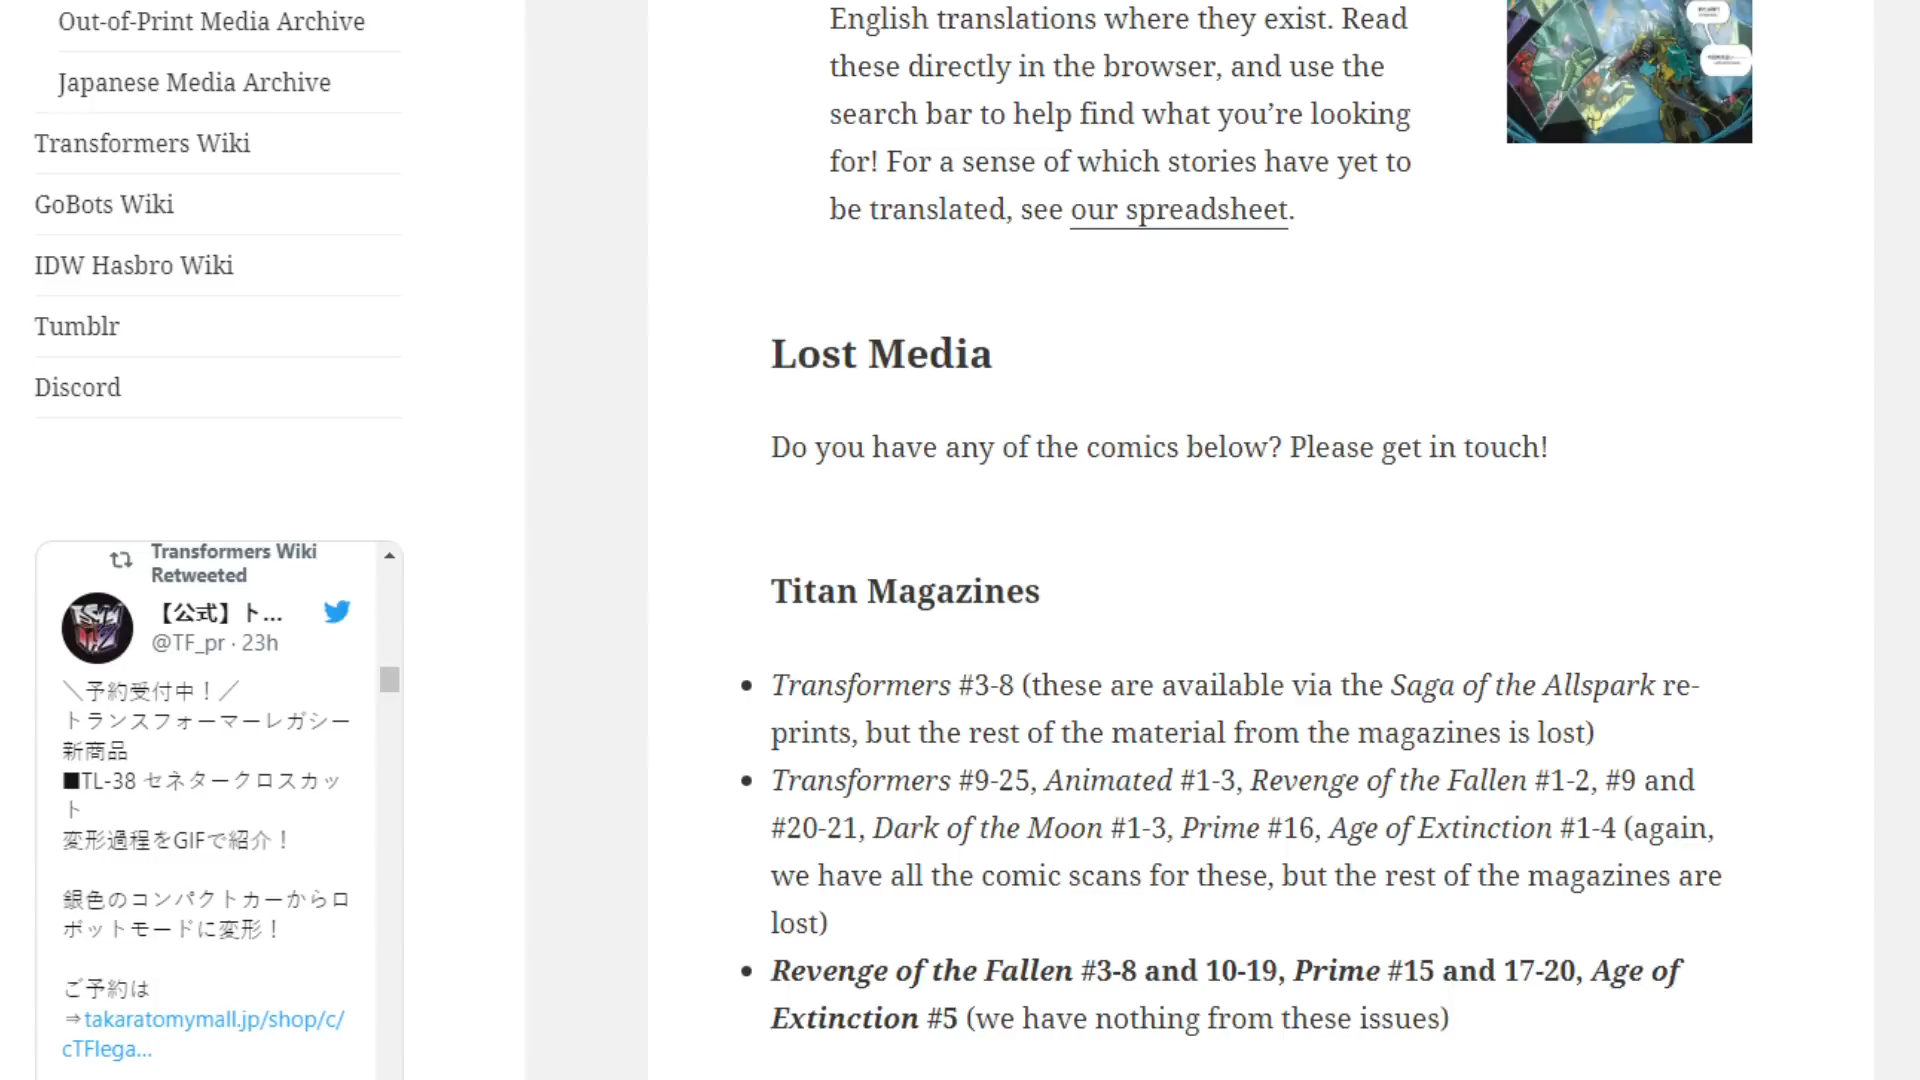 Out-of-Print Media Archive
Japanese Media Archive
Transformers Wiki
GoBots Wiki
IDW Hasbro Wiki
Tumblr
Discord
Transformers Wiki
Retweeted
【公式】ト...
@TF_pr · 23h
＼予約受付中！／
トランスフォーマーレガシー
新商品
■TL-38 セネタークロスカッ
ト
変形過程をGIFで紹介！
銀色のコンパクトカーからロ
ボットモードに変形！
ご予約は
⇒takaratomymall.jp/shop/c/
cTFlega...
English translations where they exist. Read
these directly in the browser, and use the
search bar to help find what you’re looking
for! For a sense of which stories have yet to
be translated, see our spreadsheet.
Lost Media
Do you have any of the comics below? Please get in touch!
Titan Magazines
• Transformers #3-8 (these are available via the Saga of the Allspark re-
prints, but the rest of the material from the magazines is lost)
• Transformers #9-25, Animated #1-3, Revenge of the Fallen #1-2, #9 and
#20-21, Dark of the Moon #1-3, Prime #16, Age of Extinction #1-4 (again,
we have all the comic scans for these, but the rest of the magazines are
lost)
• Revenge of the Fallen #3-8 and 10-19, Prime #15 and 17-20, Age of
Extinction #5 (we have nothing from these issues)